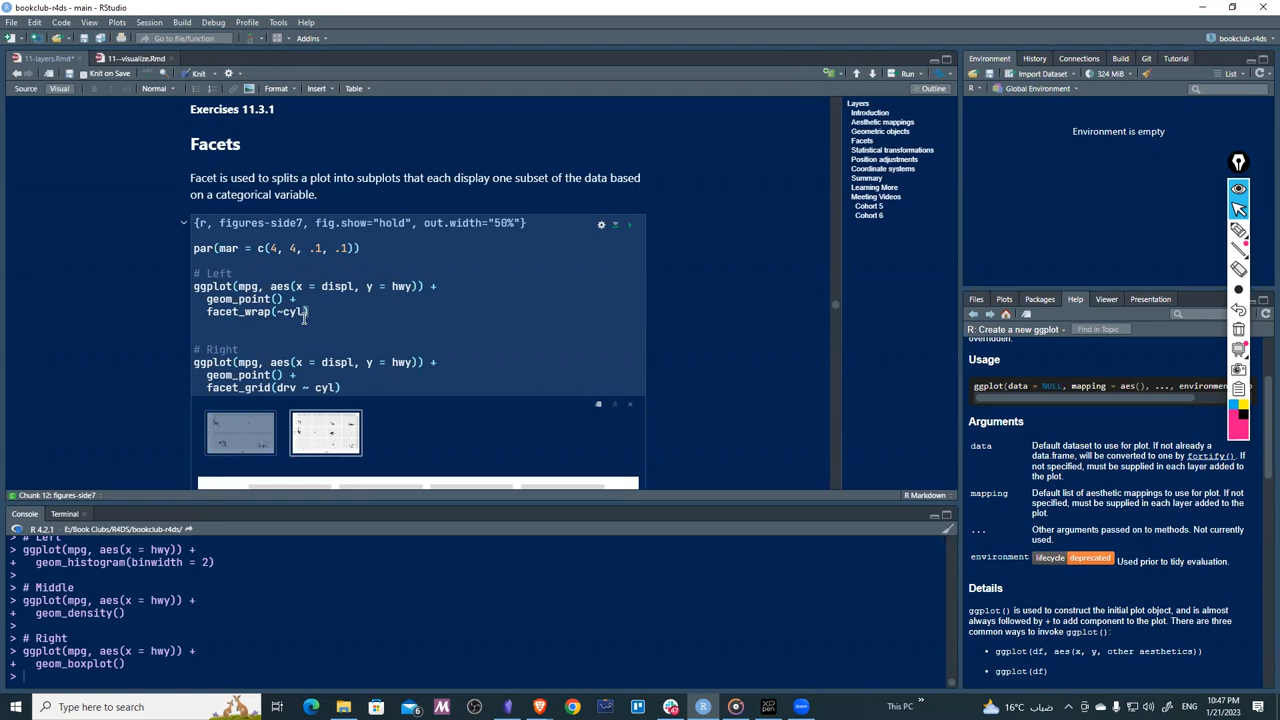 bookclub-r4ds - main - RStudio
File Edit Code View Plots Session Build Debug Profile Tools Help
Go to file/function Addins bookclub-r4ds
11-layers.Rmd* 11--visualize.Rmd
Knit on Save Knit Run
Source Visual Normal Format Insert Table Outline
Exercises 11.3.1
Facets
Facet is used to splits a plot into subplots that each display one subset of the data based
on a categorical variable.
{r, figures-side7, fig.show="hold", out.width="50%"}
par(mar = c(4, 4, .1, .1))
# Left
ggplot(mpg, aes(x = displ, y = hwy)) +
geom_point() +
facet_wrap(~cyl)
# Right
ggplot(mpg, aes(x = displ, y = hwy)) +
geom_point() +
facet_grid(drv ~ cyl)
Layers
Introduction
Aesthetic mappings
Geometric objects
Facets
Statistical transformations
Position adjustments
Coordinate systems
Summary
Learning More
Meeting Videos
Cohort 5
Cohort 6
Chunk 12: figures-side7 R Markdown
Console Terminal
R 4.2.1 · E:/Book Clubs/R4DS/bookclub-r4ds/
> # Left
> ggplot(mpg, aes(x = hwy)) +
+ geom_histogram(binwidth = 2)
>
> # Middle
> ggplot(mpg, aes(x = hwy)) +
+ geom_density()
>
> # Right
> ggplot(mpg, aes(x = hwy)) +
+ geom_boxplot()
>
Environment History Connections Build Git Tutorial
Import Dataset 324 MiB List
R Global Environment
Environment is empty
Files Plots Packages Help Viewer Presentation
R: Create a new ggplot Find in Topic
overridden.
Usage
ggplot(data = NULL, mapping = aes(), ..., environment
Arguments
data Default dataset to use for plot. If not already a
data.frame, will be converted to one by fortify(). If
not specified, must be supplied in each layer added to
the plot.
mapping Default list of aesthetic mappings to use for plot. If not
specified, must be supplied in each layer added to the
plot.
... Other arguments passed on to methods. Not currently
used.
environment lifecycle deprecated Used prior to tidy evaluation.
Details
ggplot() is used to construct the initial plot object, and is almost
always followed by + to add component to the plot. There are three
common ways to invoke ggplot():
• ggplot(df, aes(x, y, other aesthetics))
• ggplot(df)
Type here to search This PC 16°C 10:47 PM
1/21/2023